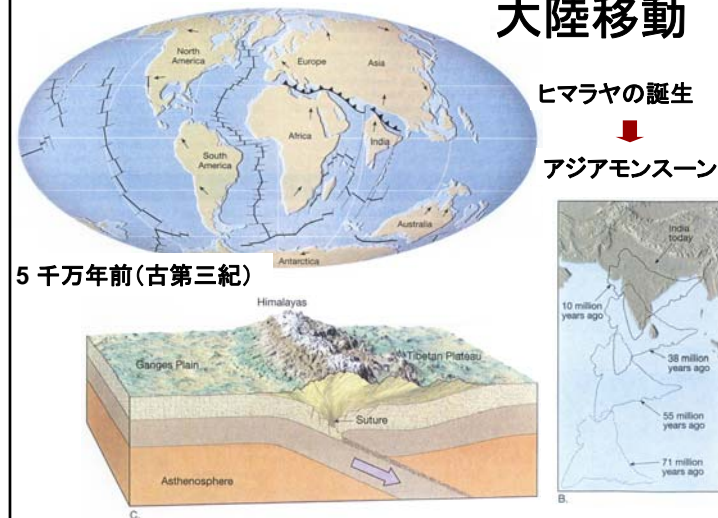 大陸移動
North
America
Europe
Asia
Africa
India
South
America
Australia
Antarctica
ヒマラヤの誕生
アジアモンスーン
5 千万年前(古第三紀)
Himalayas
Ganges Plain
Tibetan Plateau
Suture
Asthenosphere
C.
India
today
10 million
years ago
38 million
years ago
55 million
years ago
71 million
years ago
B.